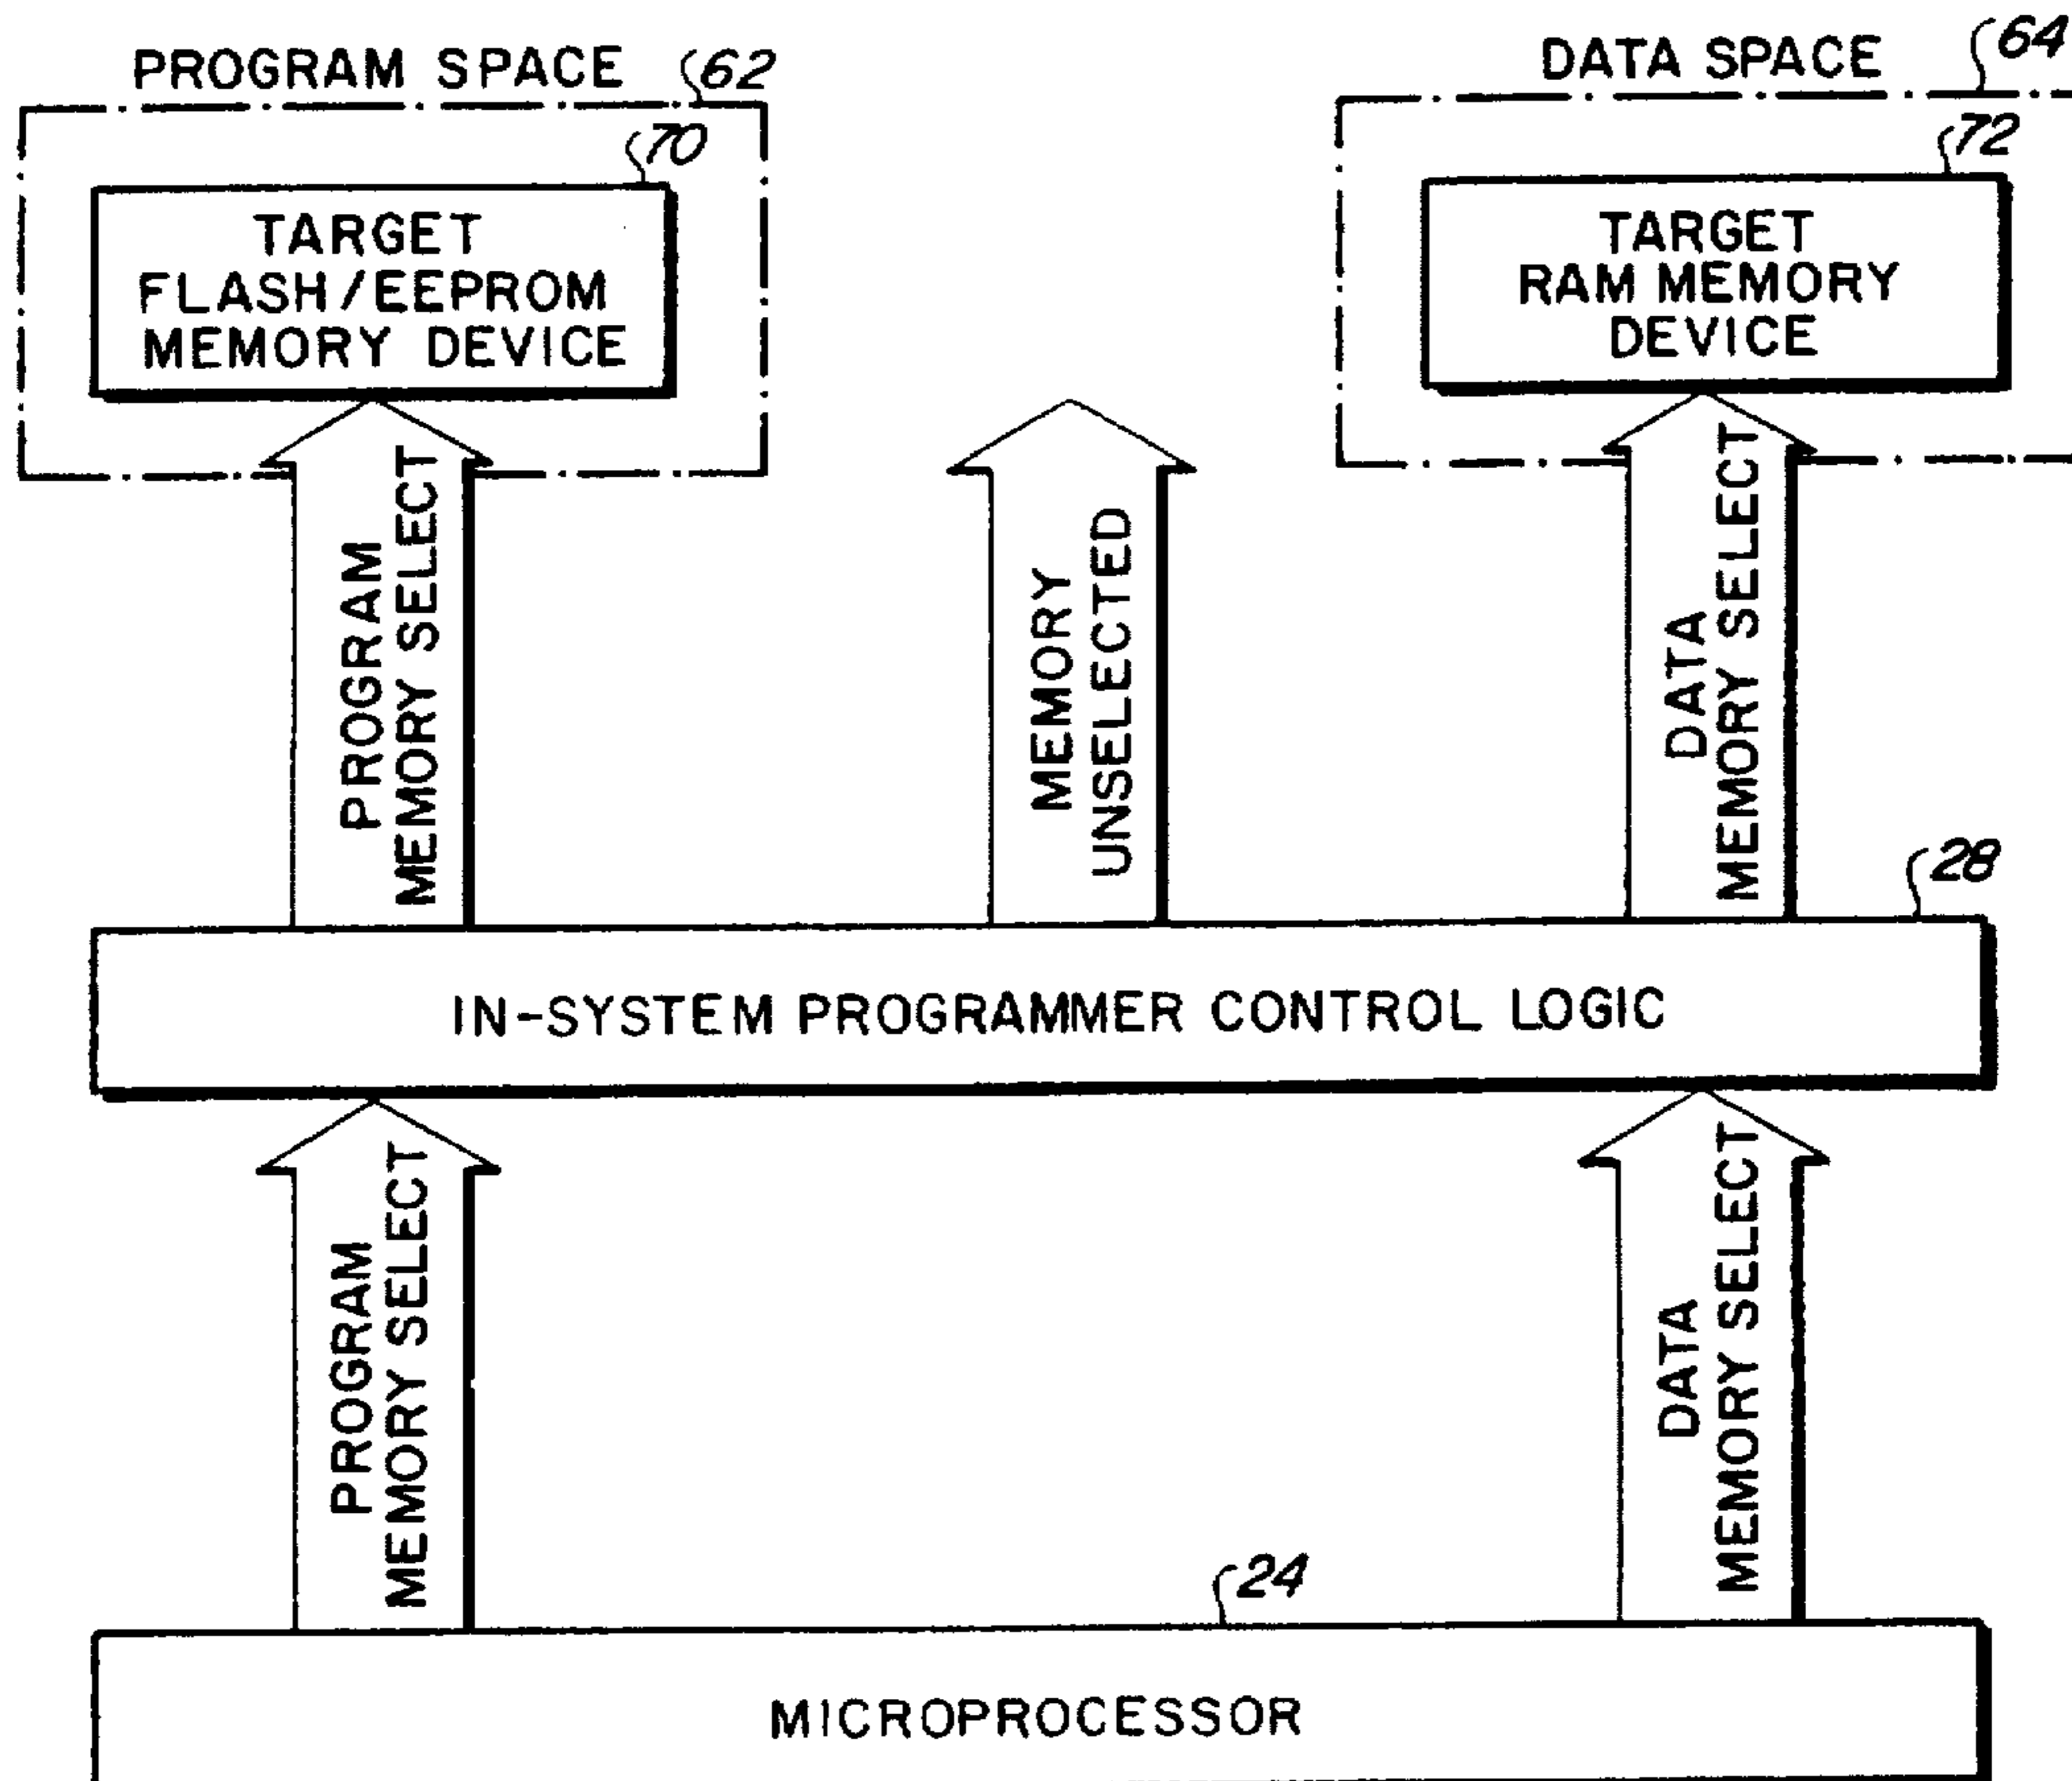 PROGRAM SPACE 62
DATA SPACE 64
70
72
TARGET
FLASH/EEPROM
MEMORY DEVICE
TARGET
RAM MEMORY
DEVICE
PROGRAM
MEMORY SELECT
MEMORY
UNSELECTED
DATA
MEMORY SELECT
28
IN-SYSTEM PROGRAMMER CONTROL LOGIC
PROGRAM
MEMORY SELECT
DATA
MEMORY SELECT
24
MICROPROCESSOR